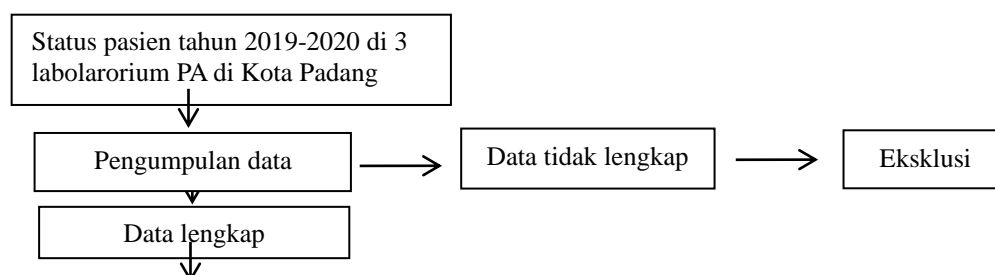 Status pasien tahun 2019-2020 di 3
labolarorium PA di Kota Padang
Pengumpulan data
Data tidak lengkap
Eksklusi
Data lengkap